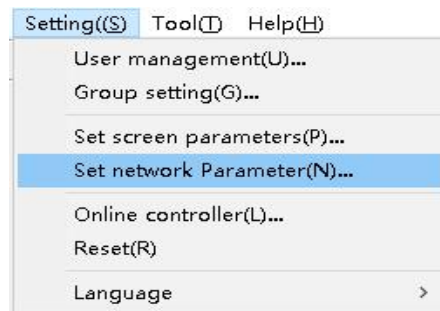 Setting((S) Tool(T) Help(H)
User management(U)...
Group setting(G)...
Set screen parameters(P)...
Set network Parameter(N)...
Online controller(L)...
Reset(R)
Language >